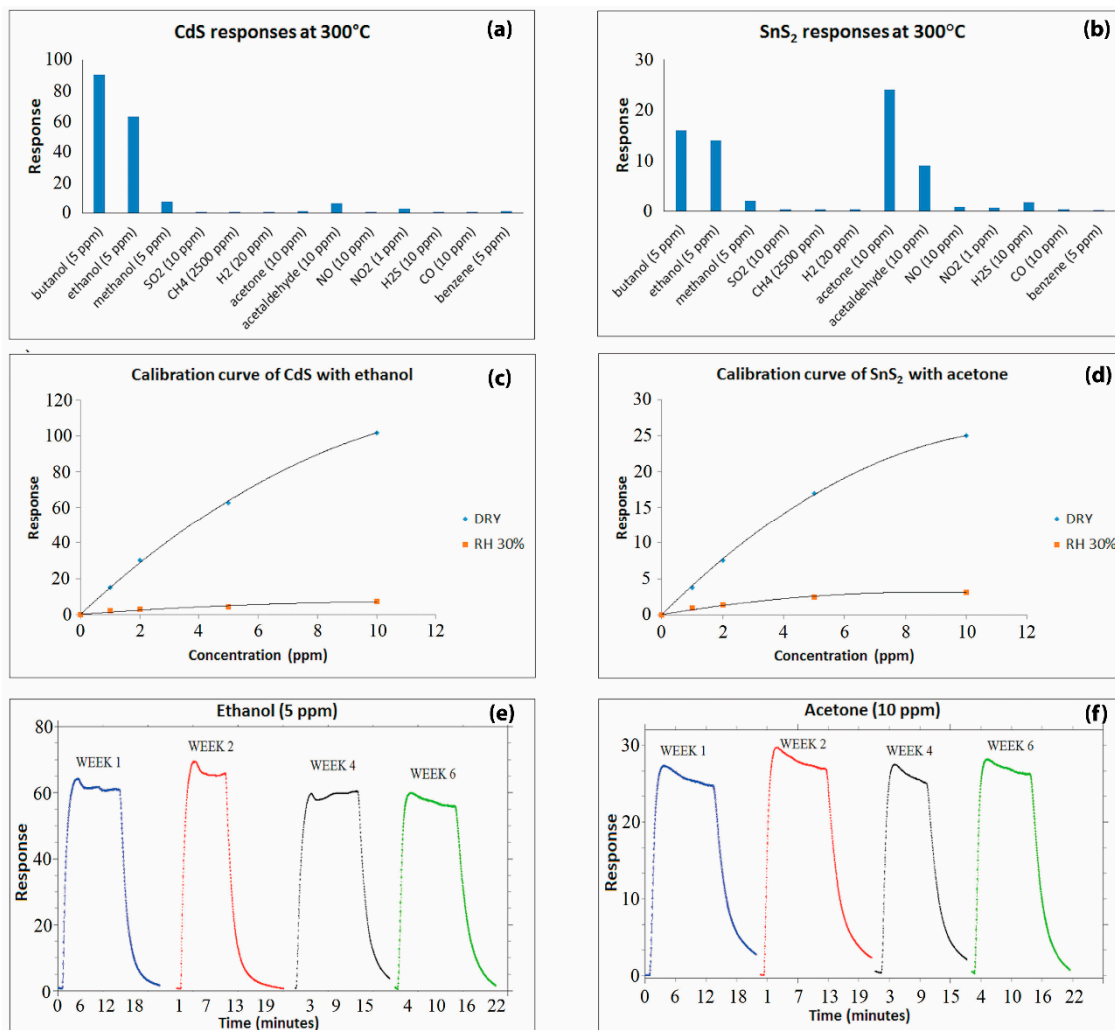 CdS responses at 300°C
(a)
Response
100
80
60
40
20
0
butanol (5 ppm)
ethanol (5 ppm)
methanol (5 ppm)
SO2 (10 ppm)
CH4 (2500 ppm)
H2 (20 ppm)
acetone (10 ppm)
acetaldehyde (10 ppm)
NO (10 ppm)
NO2 (1 ppm)
H2S (10 ppm)
CO (10 ppm)
benzene (5 ppm)
SnS₂ responses at 300°C
(b)
Response
30
20
10
0
butanol (5 ppm)
ethanol (5 ppm)
methanol (5 ppm)
SO2 (10 ppm)
CH4 (2500 ppm)
H2 (20 ppm)
acetone (10 ppm)
acetaldehyde (10 ppm)
NO (10 ppm)
NO2 (1 ppm)
H2S (10 ppm)
CO (10 ppm)
benzene (5 ppm)
Calibration curve of CdS with ethanol
(c)
Response
120
100
80
60
40
20
0
0 2 4 6 8 10 12
Concentration (ppm)
DRY
RH 30%
Calibration curve of SnS₂ with acetone
(d)
Response
30
25
20
15
10
5
0
0 2 4 6 8 10 12
Concentration (ppm)
DRY
RH 30%
Ethanol (5 ppm)
(e)
Response
80
60
40
20
0
WEEK 1
WEEK 2
WEEK 4
WEEK 6
0 6 12 18 1 7 13 19 3 9 15 4 10 16 22
Time (minutes)
Acetone (10 ppm)
(f)
Response
30
20
10
0
WEEK 1
WEEK 2
WEEK 4
WEEK 6
0 6 12 18 1 7 13 19 3 9 15 4 10 16 22
Time (minutes)